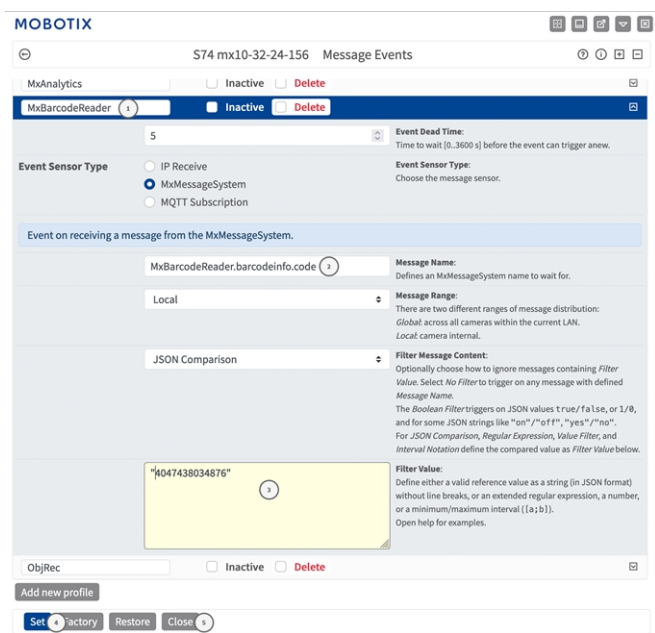 MOBOTIX
S74 mx10-32-24-156 Message Events
MxAnalytics Inactive Delete
MxBarcodeReader 1 Inactive Delete
5
Event Dead Time:
Time to wait [0..3600 s] before the event can trigger anew.
Event Sensor Type
IP Receive
MxMessageSystem
MQTT Subscription
Event Sensor Type:
Choose the message sensor.
Event on receiving a message from the MxMessageSystem.
MxBarcodeReader.barcodeinfo.code 2
Message Name:
Defines an MxMessageSystem name to wait for.
Local
Message Range:
There are two different ranges of message distribution:
Global: across all cameras within the current LAN.
Local: camera internal.
JSON Comparison
Filter Message Content:
Optionally choose how to ignore messages containing Filter
Value. Select No Filter to trigger on any message with defined
Message Name.
The Boolean Filter triggers on JSON values true/false, or 1/0,
and for some JSON strings like "on"/"off", "yes"/"no".
For JSON Comparison, Regular Expression, Value Filter, and
Interval Notation define the compared value as Filter Value below.
"4047438034876"
3
Filter Value:
Define either a valid reference value as a string (in JSON format)
without line breaks, or an extended regular expression, a number,
or a minimum/maximum interval ([a;b]).
Open help for examples.
ObjRec Inactive Delete
Add new profile
Set 4 actory Restore Close 5